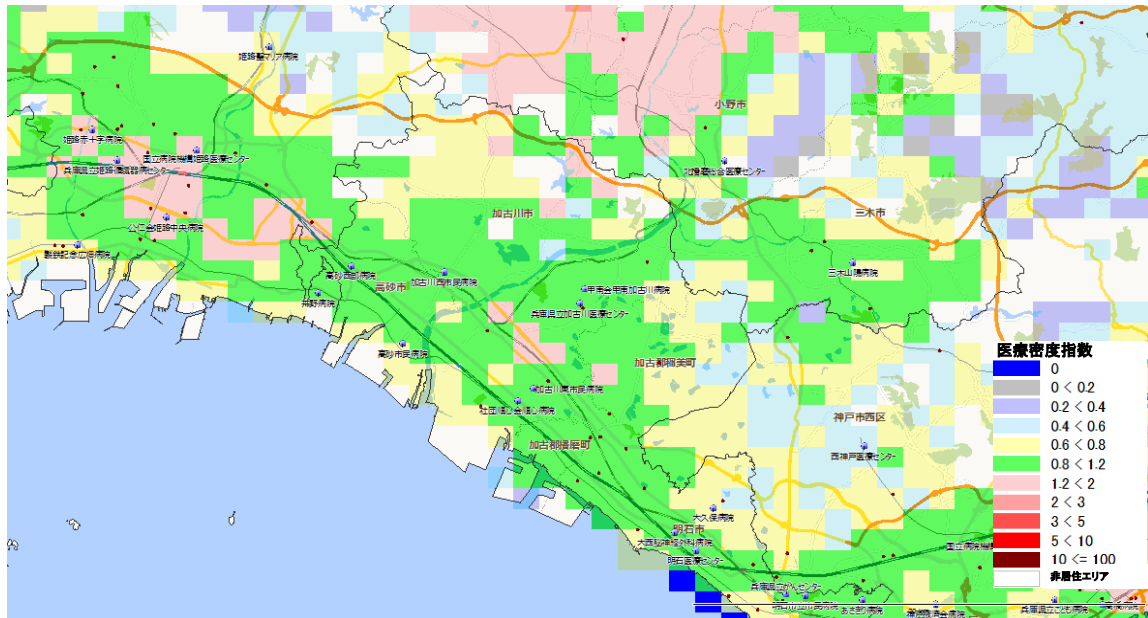 姫路聖マリア病院
小野市
姫路赤十字病院
国立病院機構姫路医療センター
兵庫県立姫路循環器病センター
北播磨総合医療センター
加古川市
三木市
公仁会姫路中央病院
製鉄記念広畑病院
高砂西部病院
加古川西市民病院
三木山陽病院
高砂市
甲南会甲南加古川病院
兵庫県立加古川医療センター
高砂市民病院
加古郡稲美町
加古川東市民病院
社団順心会順心病院
神戸市西区
加古郡播磨町
西神戸医療センター
大久保病院
明石市
大西脳神経外科病院
明石医療センター
国立病院機
兵庫県立がんセンター
あさぎり病院
兵庫県立こども病院
医療密度指数
0
0 < 0.2
0.2 < 0.4
0.4 < 0.6
0.6 < 0.8
0.8 < 1.2
1.2 < 2
2 < 3
3 < 5
5 < 10
10 <= 100
非居住エリア